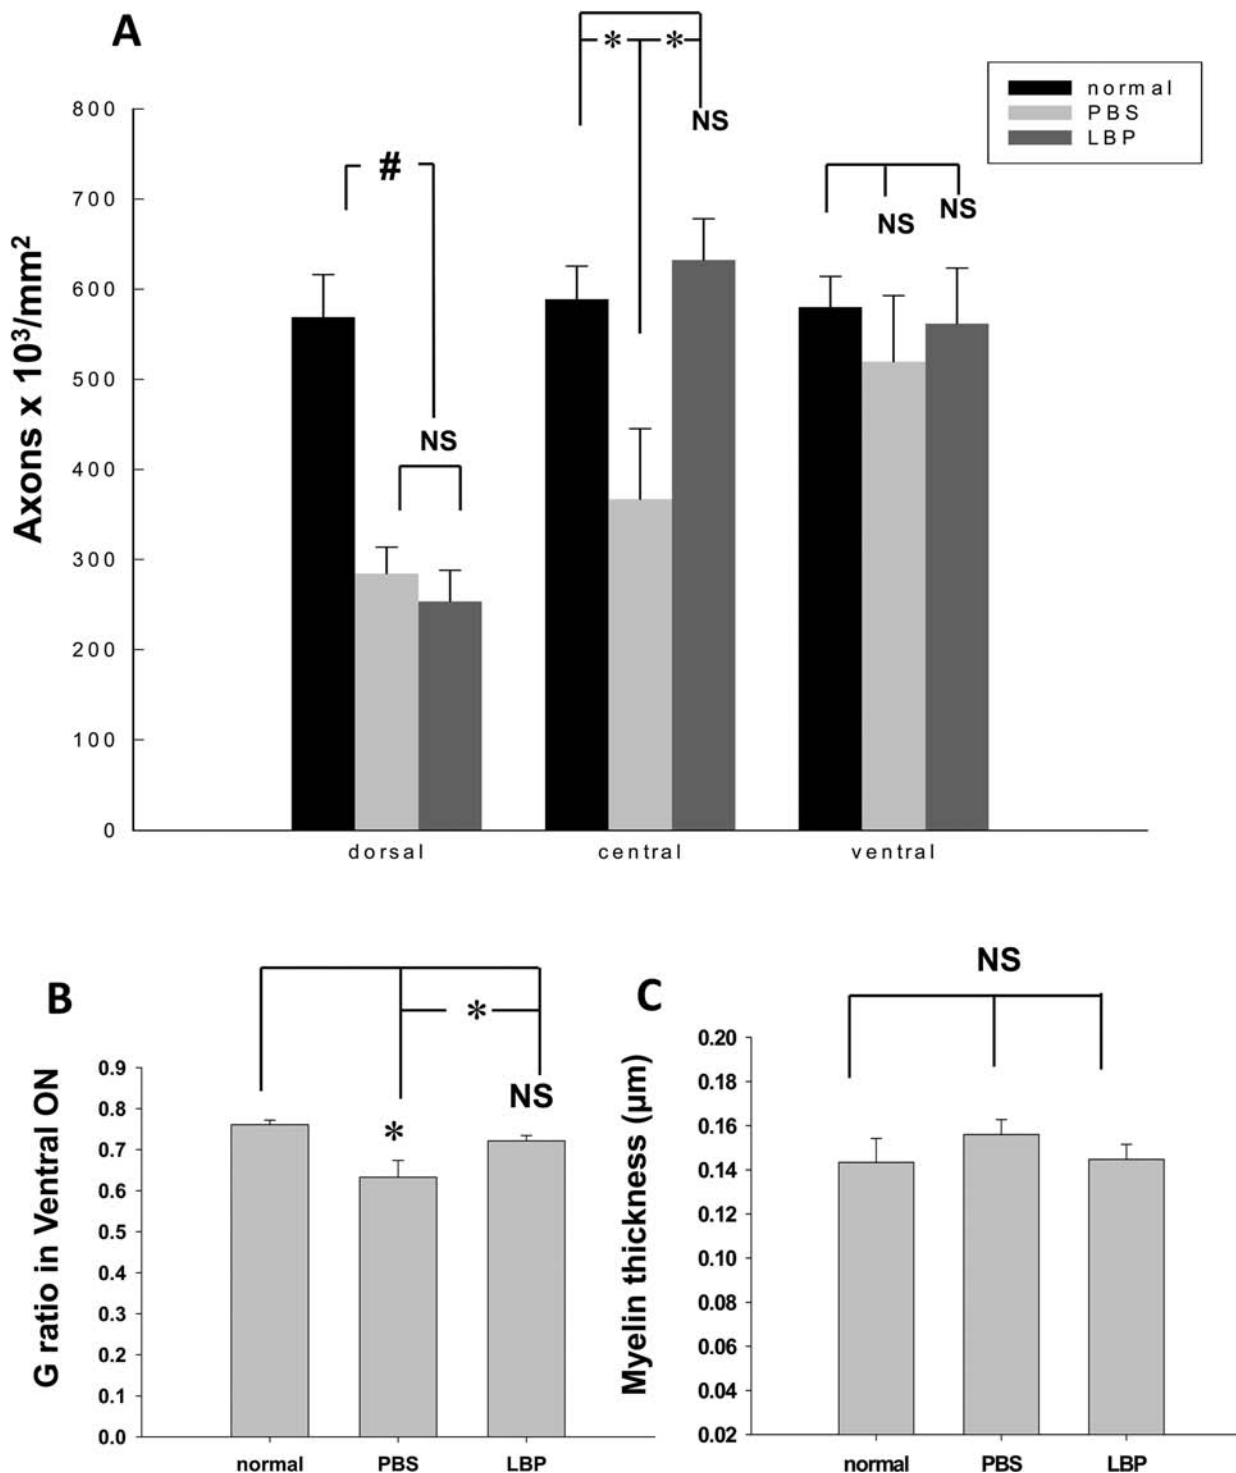 A
* *
NS
normal
PBS
LBP
Axons x 10³/mm²
800
700
600
500
400
300
200
100
0
#
NS
NS
NS
dorsal central ventral
B
*
NS
*
G ratio in Ventral ON
0.9
0.8
0.7
0.6
0.5
0.4
0.3
0.2
0.1
0.0
normal PBS LBP
C
NS
Myelin thickness (µm)
0.20
0.18
0.16
0.14
0.12
0.10
0.08
0.06
0.04
0.02
normal PBS LBP